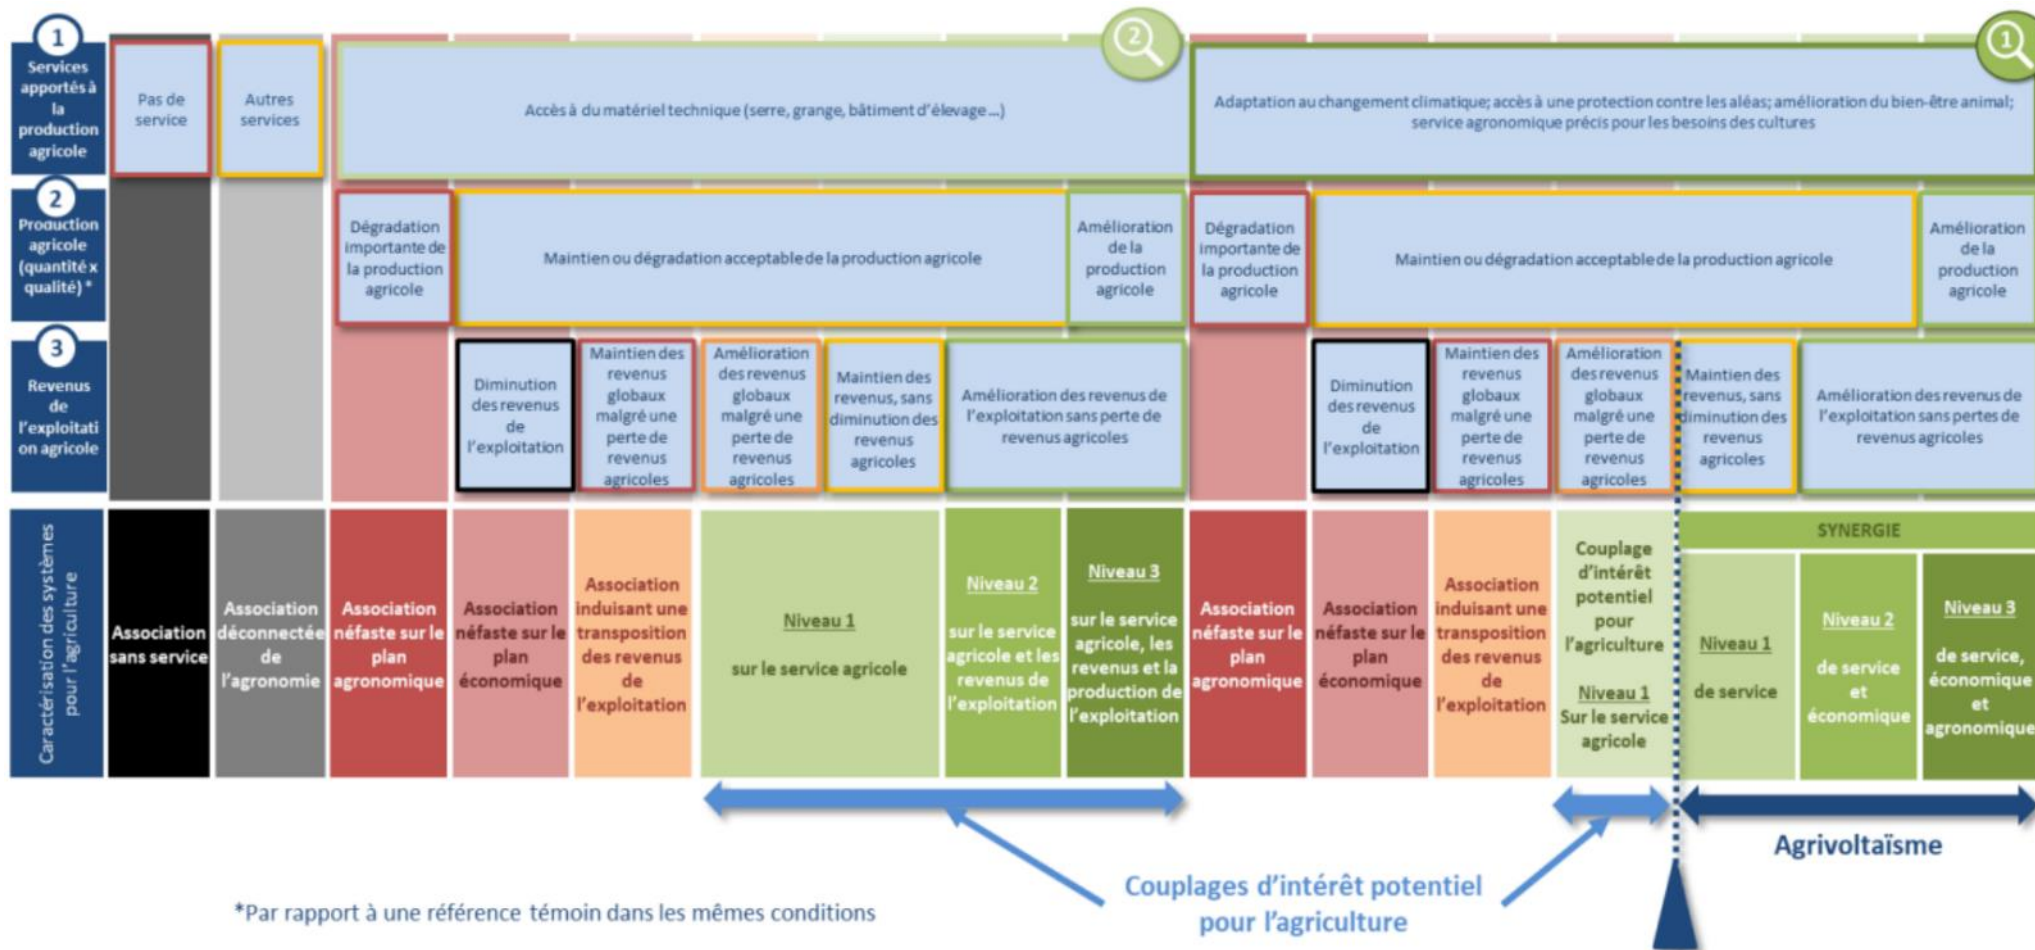 1
Services
apportés à
la
production
agricole
Pas de
service
Autres
services
Accès à du matériel technique (serre, grange, bâtiment d'élevage ...)
2
Adaptation au changement climatique; accès à une protection contre les aléas; amélioration du bien-être animal;
service agronomique précis pour les besoins des cultures
1
2
Production
agricole
(quantité x
qualité) *
Dégradation
importante de
la production
agricole
Maintien ou dégradation acceptable de la production agricole
Amélioration
de la
production
agricole
Dégradation
importante de
la production
agricole
Maintien ou dégradation acceptable de la production agricole
Amélioration
de la
production
agricole
3
Revenus
de
l'exploitati
on agricole
Diminution
des revenus
de
l'exploitation
Maintien des
revenus
globaux
malgré une
perte de
revenus
agricoles
Amélioration
des revenus
globaux
malgré une
perte de
revenus
agricoles
Maintien des
revenus, sans
diminution des
revenus
agricoles
Amélioration des revenus de
l'exploitation sans perte de
revenus agricoles
Diminution
des revenus
de
l'exploitation
Maintien des
revenus
globaux
malgré une
perte de
revenus
agricoles
Amélioration
des revenus
globaux
malgré une
perte de
revenus
agricoles
Maintien des
revenus, sans
diminution des
revenus
agricoles
Amélioration des revenus de
l'exploitation sans pertes de
revenus agricoles
Caractérisation des systèmes
pour l'agriculture
Association
sans service
Association
déconnectée
de
l'agronomie
Association
néfaste sur le
plan
agronomique
Association
néfaste sur le
plan
économique
Association
induisant une
transposition
des revenus
de
l'exploitation
Niveau 1
sur le service agricole
Niveau 2
sur le service
agricole et les
revenus de
l'exploitation
Niveau 3
sur le service
agricole, les
revenus et la
production de
l'exploitation
Association
néfaste sur le
plan
agronomique
Association
néfaste sur le
plan
économique
Association
induisant une
transposition
des revenus
de
l'exploitation
Couplage
d'intérêt
potentiel
pour
l'agriculture
Niveau 1
Sur le service
agricole
SYNERGIE
Niveau 1
de service
Niveau 2
de service
et
économique
Niveau 3
de service,
économique
et
agronomique
Agrivoltaïsme
Couplages d'intérêt potentiel
pour l'agriculture
*Par rapport à une référence témoin dans les mêmes conditions